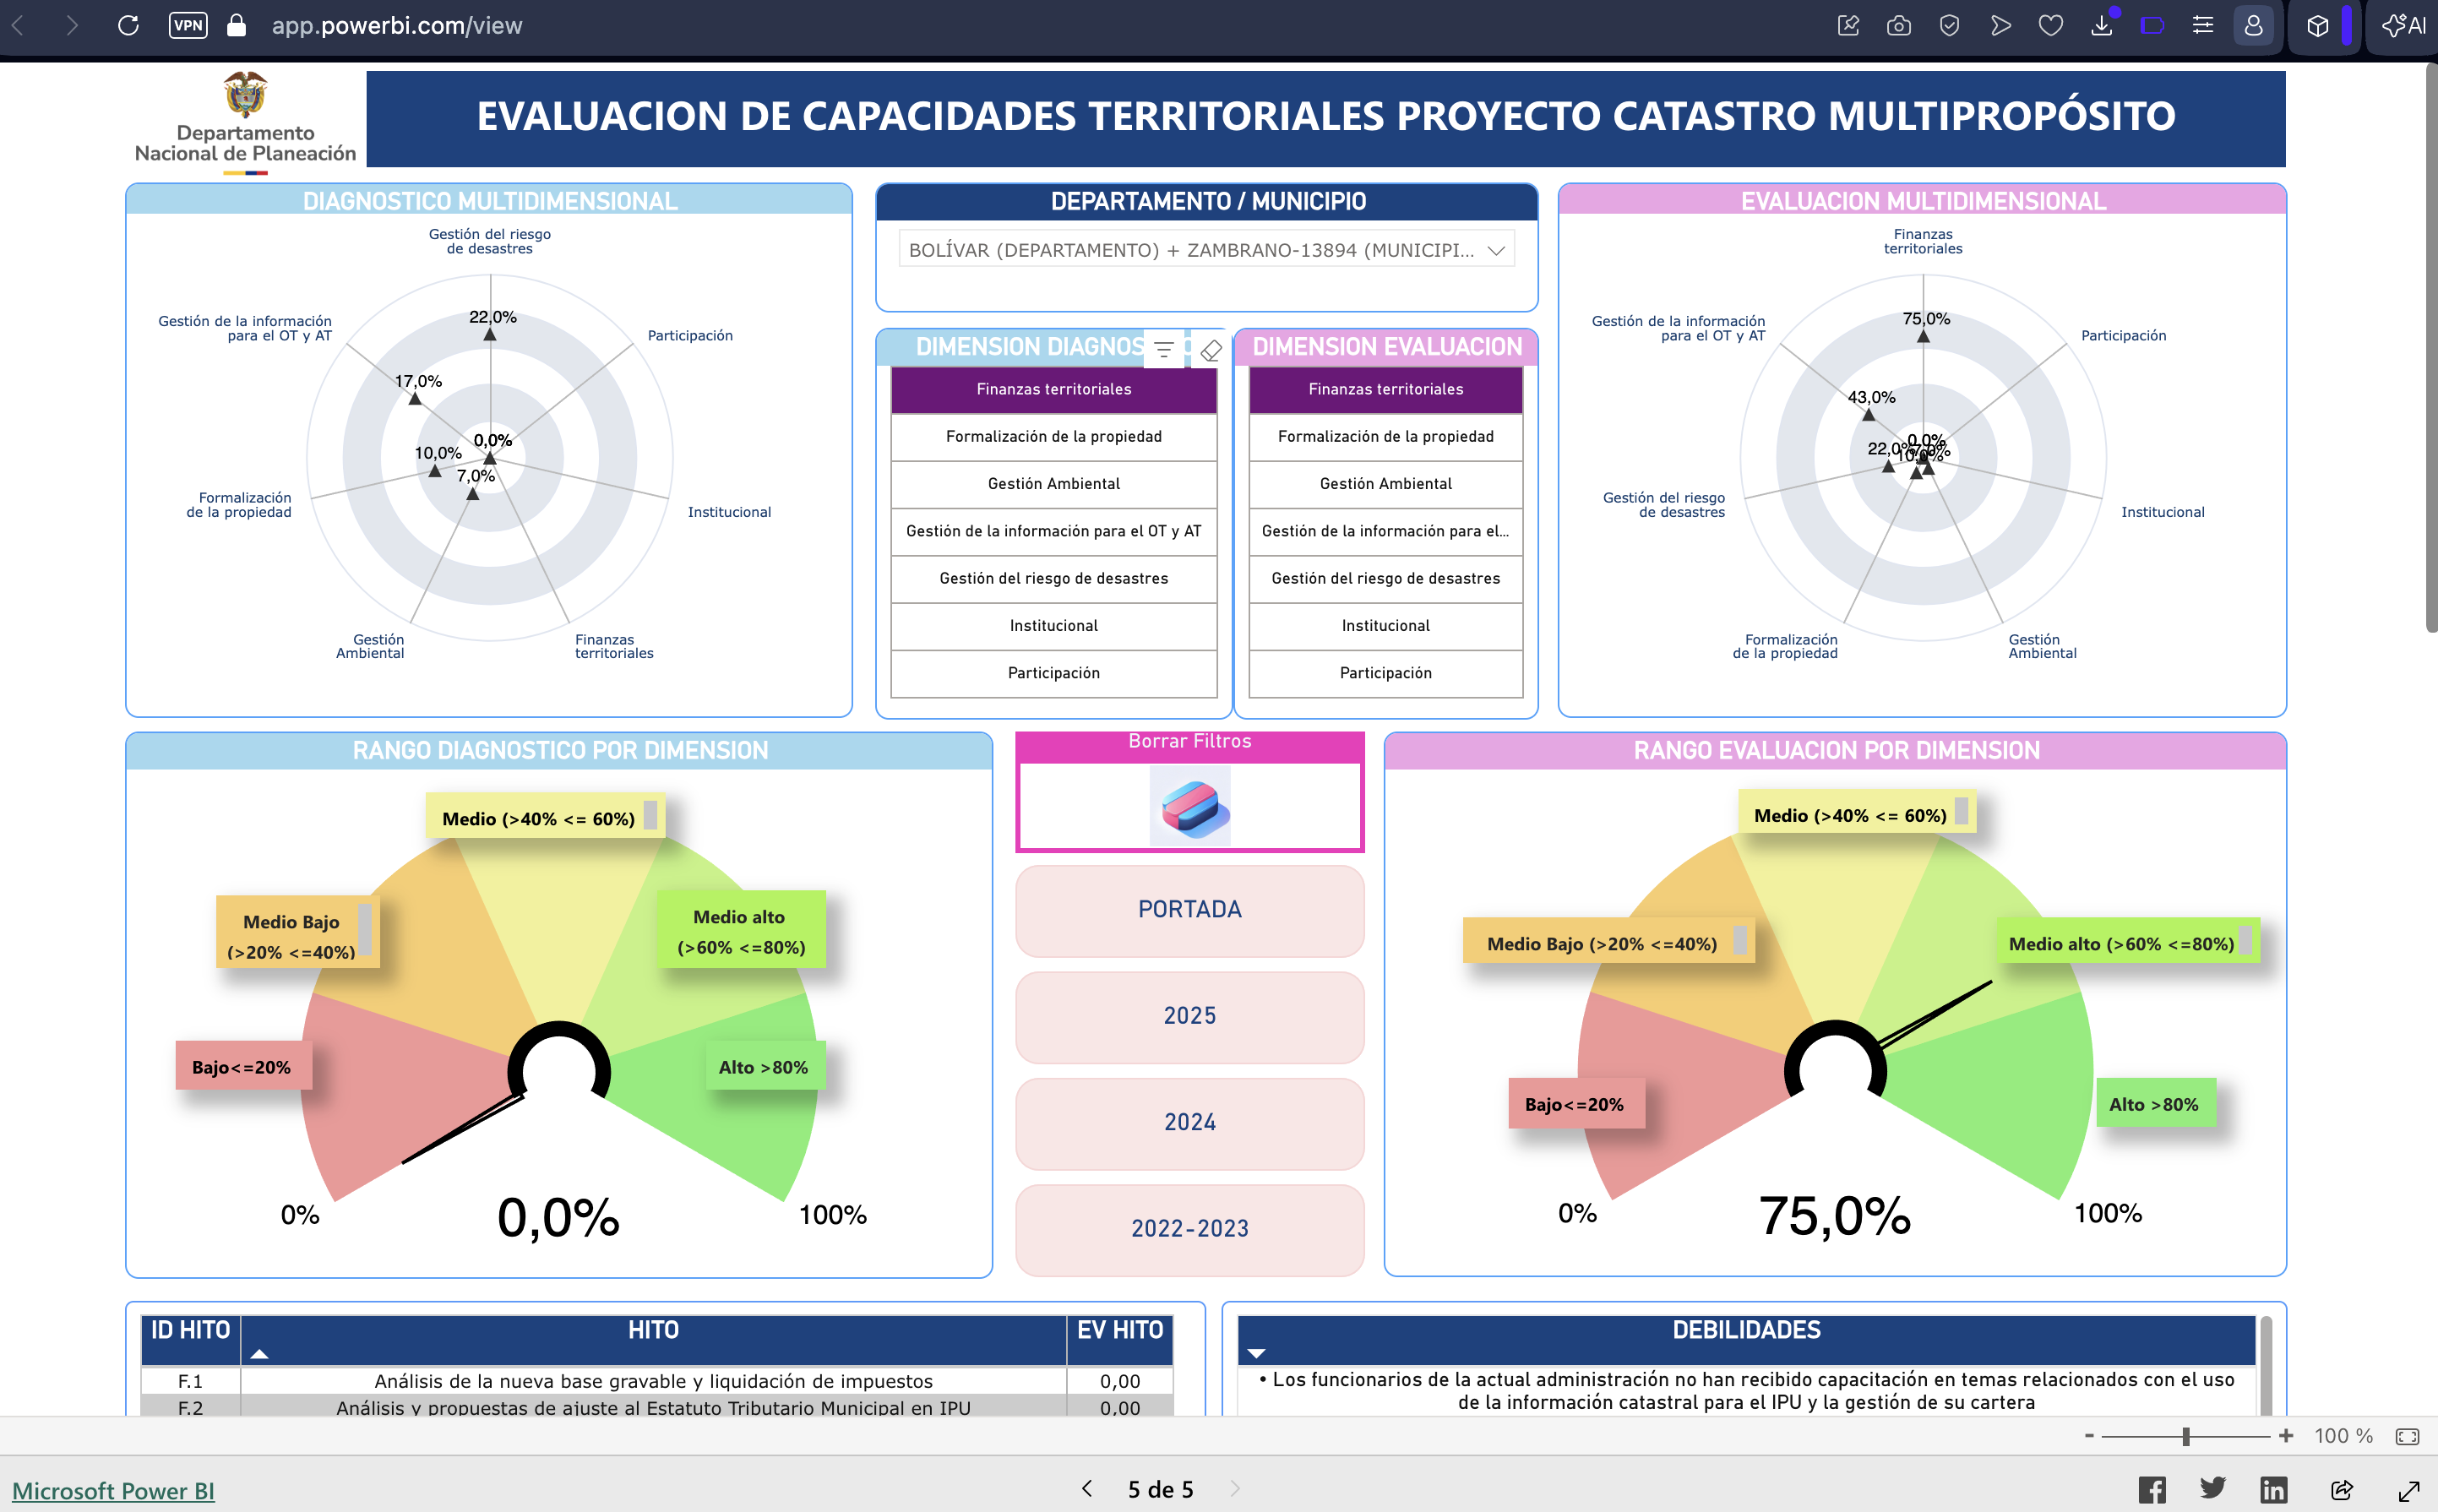 VPN
app.powerbi.com/view
AI
Departamento
Nacional de Planeación
EVALUACION DE CAPACIDADES TERRITORIALES PROYECTO CATASTRO MULTIPROPÓSITO
DIAGNOSTICO MULTIDIMENSIONAL
Gestión del riesgo
de desastres
Gestión de la información
para el OT y AT
Participación
22,0%
17,0%
0,0%
10,0%
7,0%
Formalización
de la propiedad
Institucional
Gestión
Ambiental
Finanzas
territoriales
DEPARTAMENTO / MUNICIPIO
BOLÍVAR (DEPARTAMENTO) + ZAMBRANO-13894 (MUNICIPI...
DIMENSION DIAGNOS
Finanzas territoriales
Formalización de la propiedad
Gestión Ambiental
Gestión de la información para el OT y AT
Gestión del riesgo de desastres
Institucional
Participación
DIMENSION EVALUACION
Finanzas territoriales
Formalización de la propiedad
Gestión Ambiental
Gestión de la información para el...
Gestión del riesgo de desastres
Institucional
Participación
EVALUACION MULTIDIMENSIONAL
Finanzas
territoriales
Gestión de la información
para el OT y AT
Participación
75,0%
43,0%
0,0%
22,0%
Gestión del riesgo
de desastres
Institucional
Formalización
de la propiedad
Gestión
Ambiental
RANGO DIAGNOSTICO POR DIMENSION
Medio (>40% <= 60%)
Medio Bajo
(>20% <=40%)
Medio alto
(>60% <=80%)
Bajo<=20%
Alto >80%
0%
0,0%
100%
Borrar Filtros
PORTADA
2025
2024
2022-2023
RANGO EVALUACION POR DIMENSION
Medio (>40% <= 60%)
Medio Bajo (>20% <=40%)
Medio alto (>60% <=80%)
Bajo<=20%
Alto >80%
0%
75,0%
100%
ID HITO HITO EV HITO
F.1 Análisis de la nueva base gravable y liquidación de impuestos 0,00
F.2 Análisis y propuestas de ajuste al Estatuto Tributario Municipal en IPU 0,00
DEBILIDADES
• Los funcionarios de la actual administración no han recibido capacitación en temas relacionados con el uso
de la información catastral para el IPU y la gestión de su cartera
- + 100 %
Microsoft Power BI
5 de 5